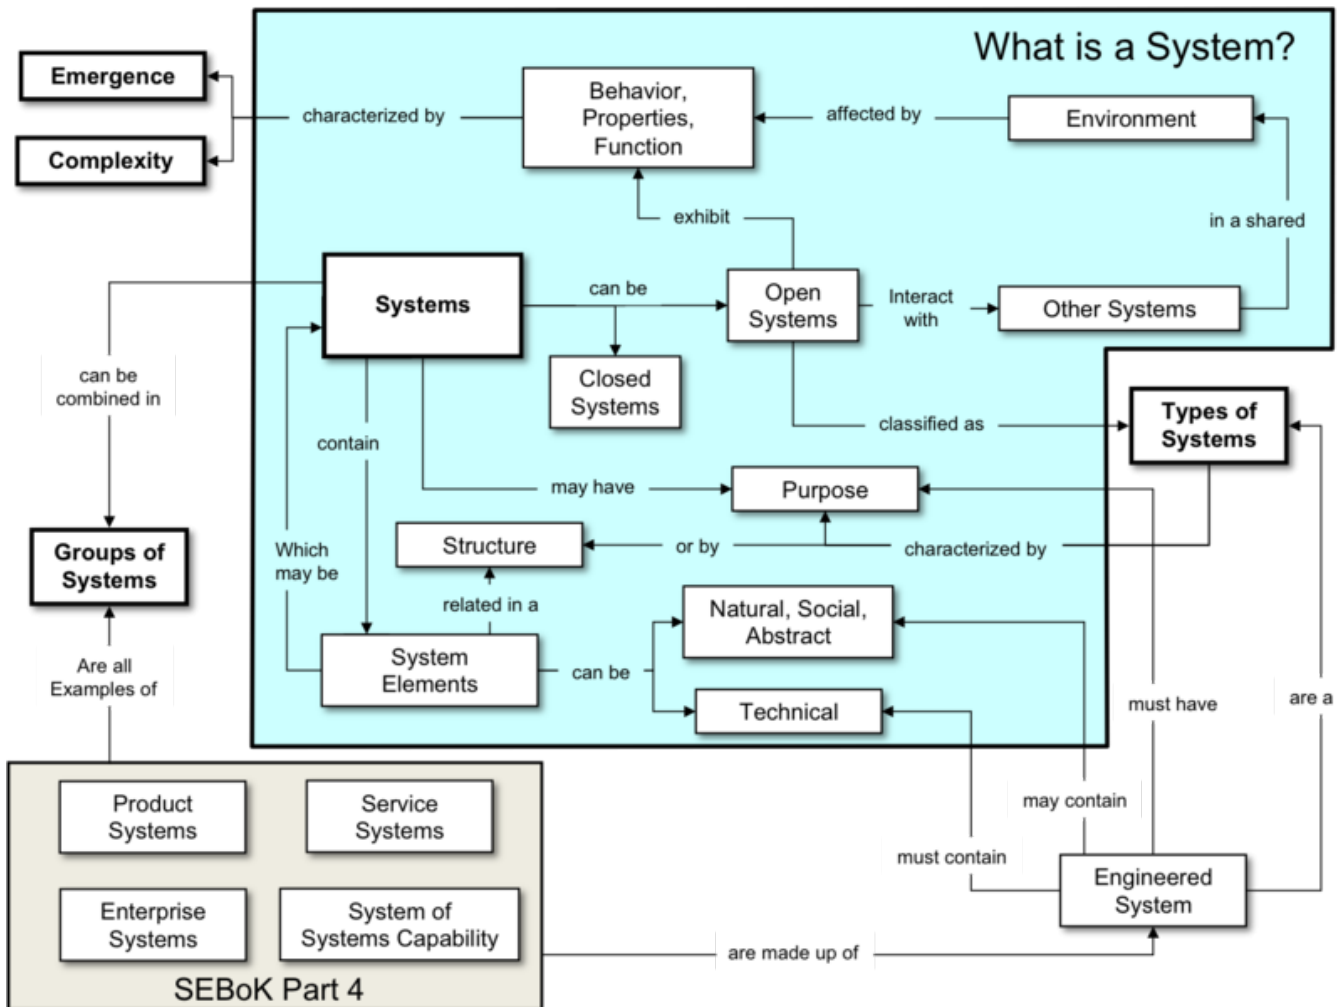 What is a System?
Emergence
Complexity
characterized by
Behavior,
Properties,
Function
affected by
Environment
exhibit
in a shared
Systems
can be
Open
Systems
Interact
with
Other Systems
Closed
Systems
can be
combined in
contain
classified as
Types of
Systems
may have
Purpose
Groups of
Systems
Which
may be
Structure
or by
characterized by
related in a
Natural, Social,
Abstract
System
Elements
can be
Technical
Are all
Examples of
must have
are a
Product
Systems
Service
Systems
may contain
must contain
Engineered
System
Enterprise
Systems
System of
Systems Capability
are made up of
SEBoK Part 4